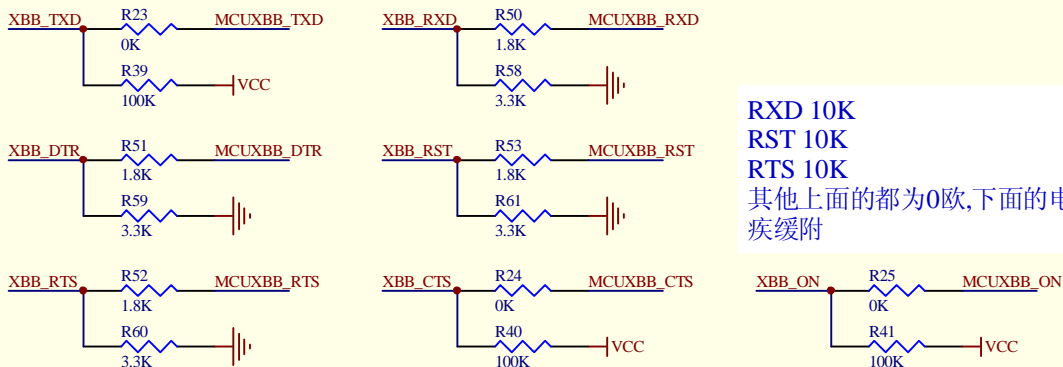 XBB_TXD R23 MCUXBB_TXD
0K
R39 VCC
100K
XBB_RXD R50 MCUXBB_RXD
1.8K
R58
3.3K
XBB_DTR R51 MCUXBB_DTR
1.8K
R59
3.3K
XBB_RST R53 MCUXBB_RST
1.8K
R61
3.3K
RXD 10K
RST 10K
RTS 10K
其他上面的都为0欧,下面的电
疾缓附
XBB_RTS R52 MCUXBB_RTS
1.8K
R60
3.3K
XBB_CTS R24 MCUXBB_CTS
0K
R40 VCC
100K
XBB_ON R25 MCUXBB_ON
0K
R41 VCC
100K